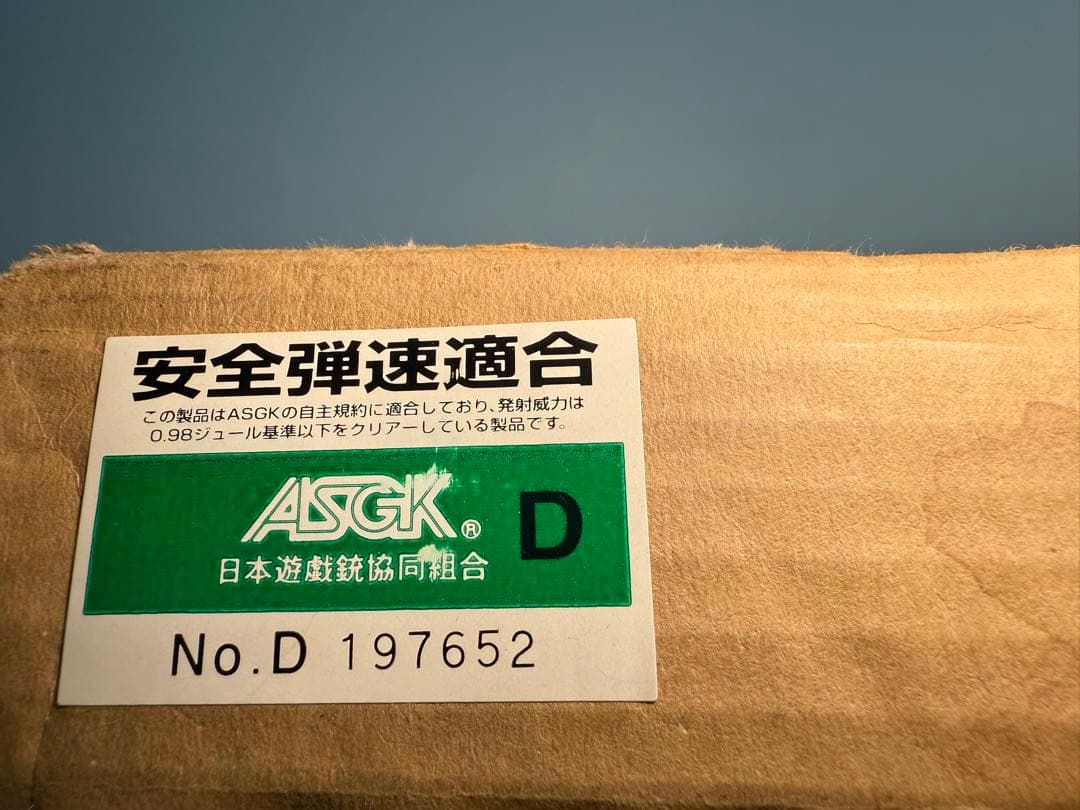 安全弾速適合
この製品はASGKの自主規約に適合しており、発射威力は
0.98ジュール基準以下をクリアーしている製品です。
ASGK® D
日本遊戯銃協同組合
No.D 197652